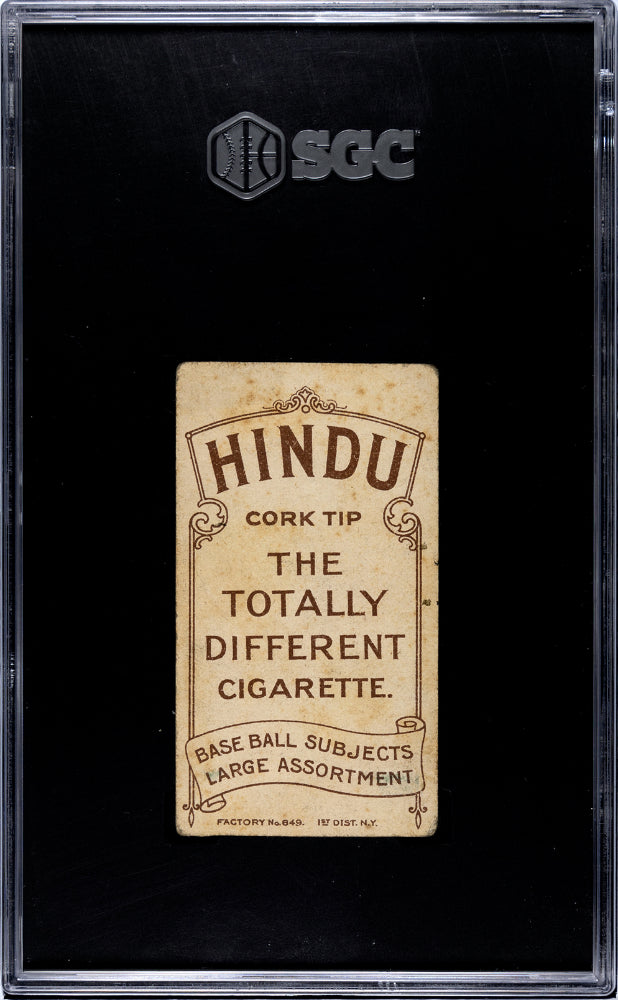 SGC
HINDU
CORK TIP
THE
TOTALLY
DIFFERENT
CIGARETTE.
BASE BALL SUBJECTS
LARGE ASSORTMENT
FACTORY No. 649. 1ST DIST. N.Y.